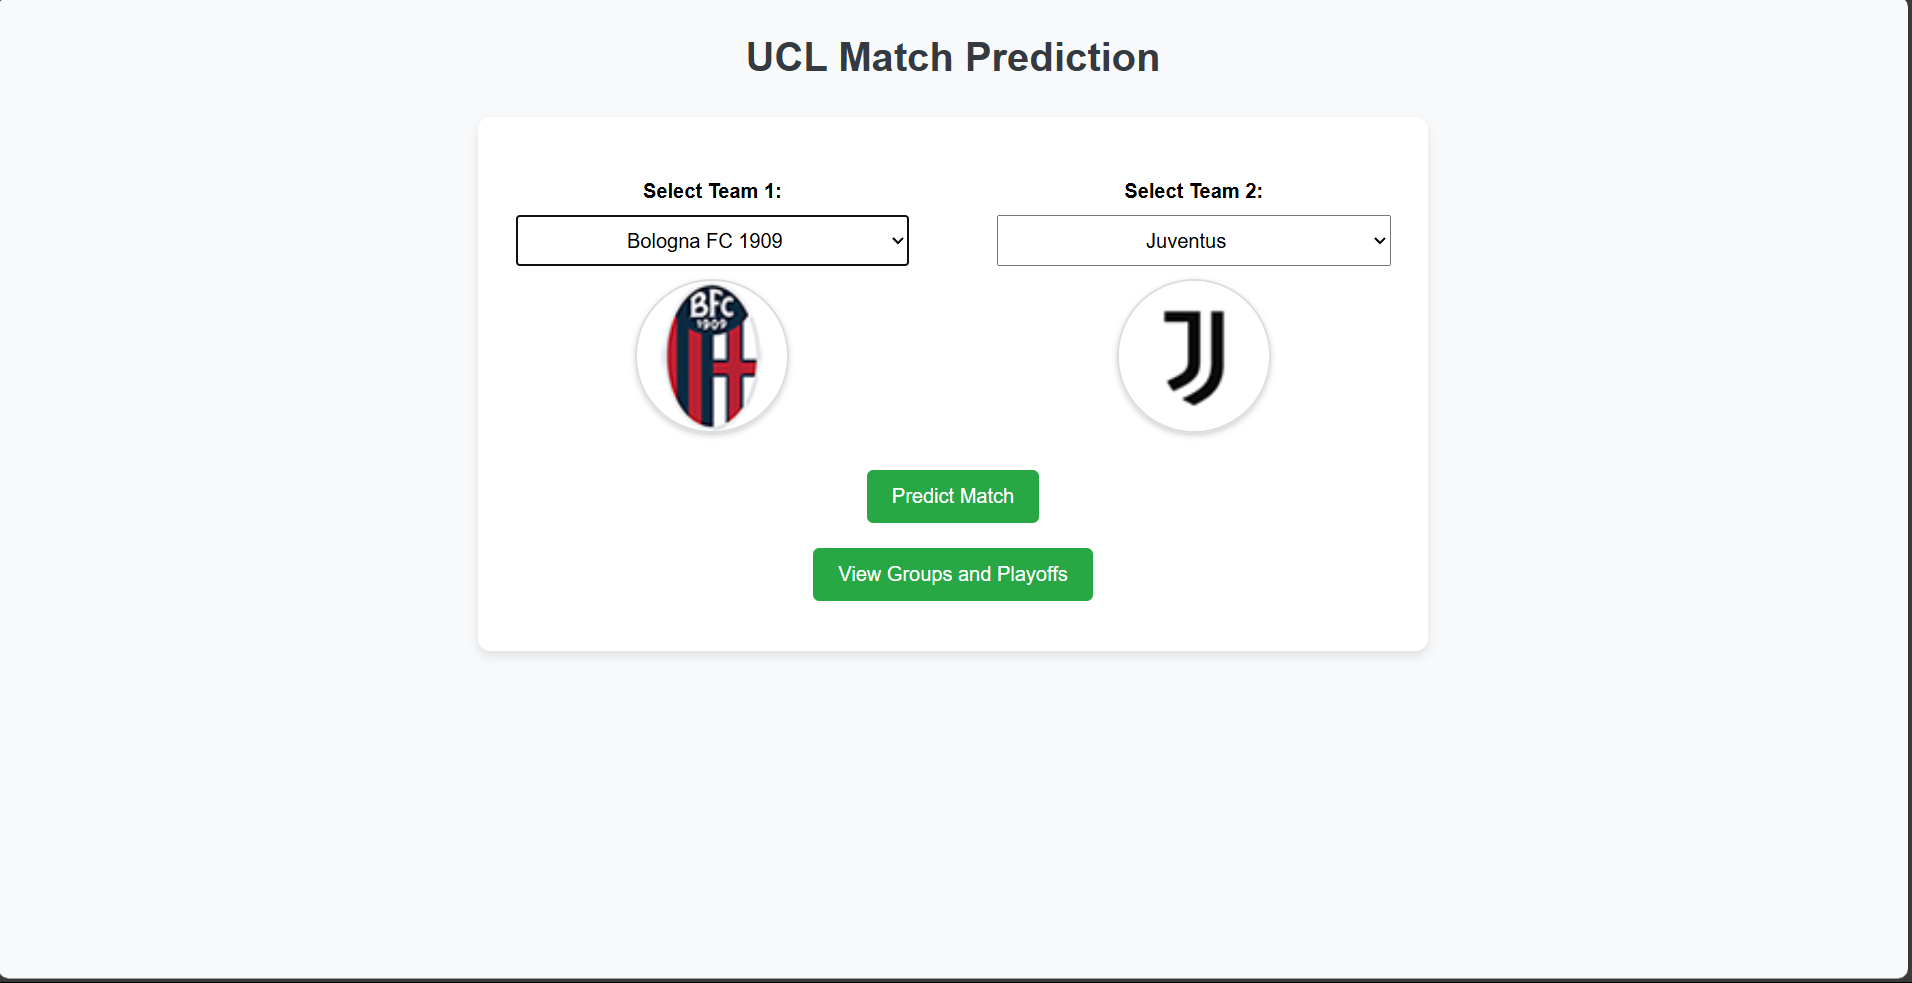 UCL Match Prediction
Select Team 1:
Select Team 2:
Bologna FC 1909
Juventus
BFC
1909
Predict Match
View Groups and Playoffs